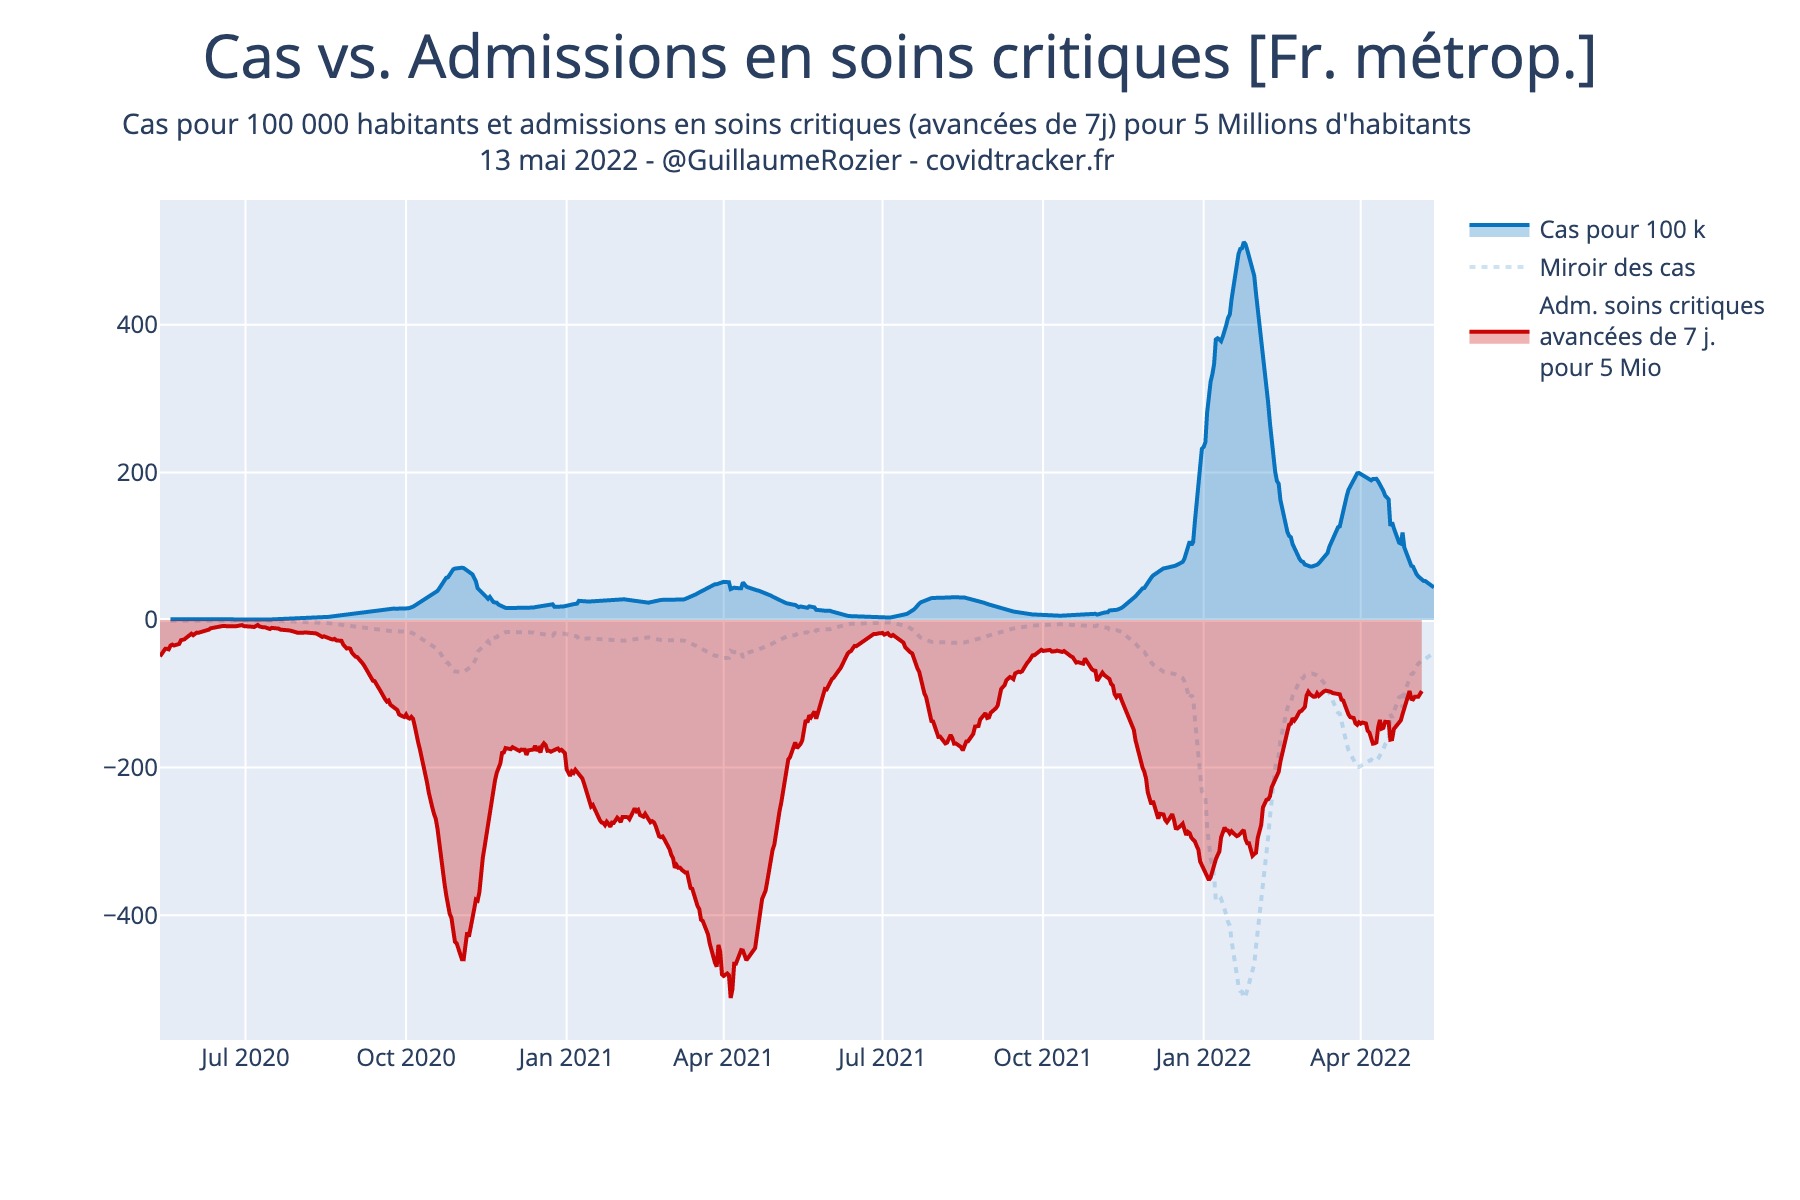 Cas vs. Admissions en soins critiques [Fr. métrop.]
Cas pour 100 000 habitants et admissions en soins critiques (avancées de 7j) pour 5 Millions d'habitants
13 mai 2022 - @GuillaumeRozier - covidtracker.fr
Cas pour 100 k
Miroir des cas
Adm. soins critiques
avancées de 7 j.
pour 5 Mio
400
200
0
−200
−400
Jul 2020
Oct 2020
Jan 2021
Apr 2021
Jul 2021
Oct 2021
Jan 2022
Apr 2022